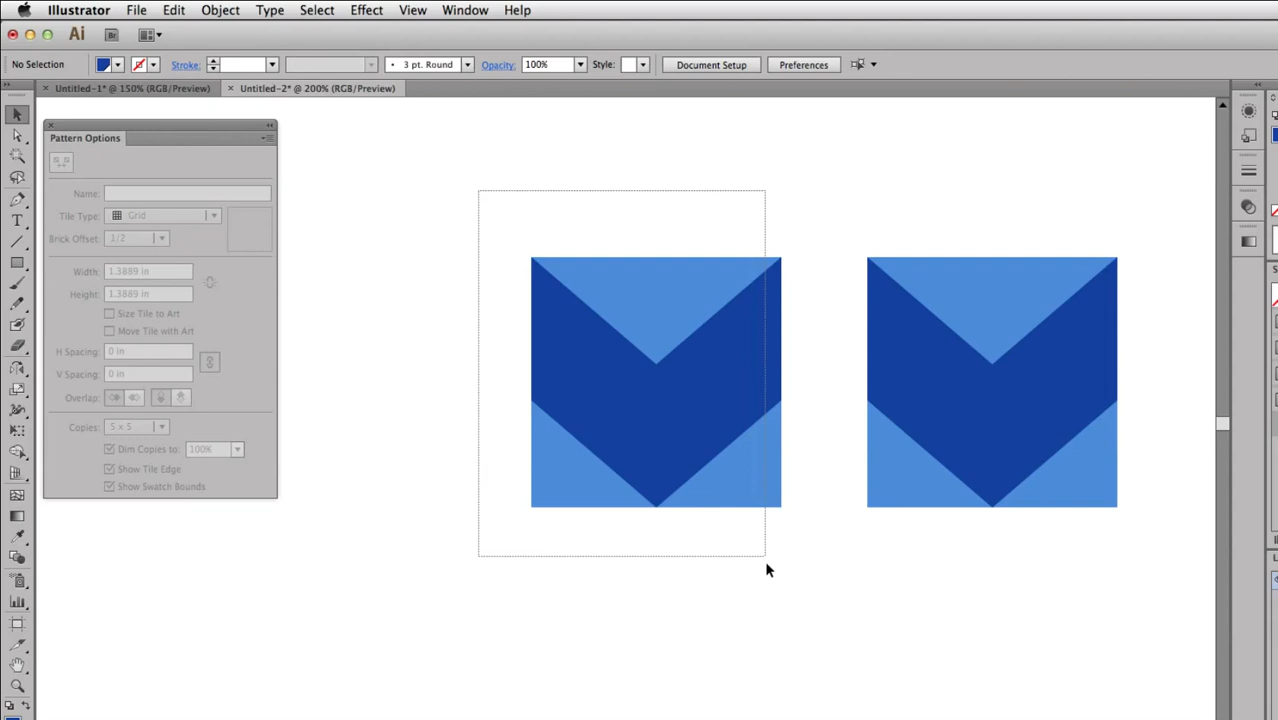 Illustrator File Edit Object Type Select Effect View Window Help
Ai Br
No Selection Stroke: 3 pt. Round Opacity: 100% Style: Document Setup Preferences
Untitled-1* @ 150% (RGB/Preview) Untitled-2* @ 200% (RGB/Preview)
Pattern Options
Name:
Tile Type: Grid
Brick Offset: 1/2
Width: 1.3889 in
Height: 1.3889 in
Size Tile to Art
Move Tile with Art
H Spacing: 0 in
V Spacing: 0 in
Overlap:
Copies: 5 x 5
Dim Copies to: 100%
Show Tile Edge
Show Swatch Bounds